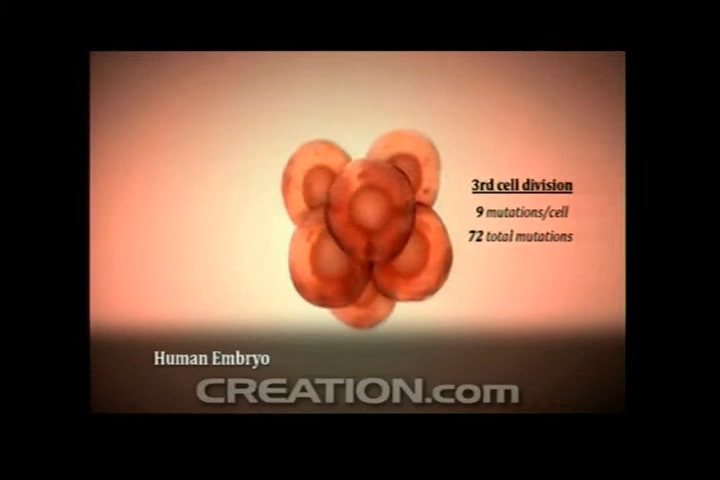 3rd cell division
9 mutations/cell
72 total mutations
Human Embryo
CREATION.com